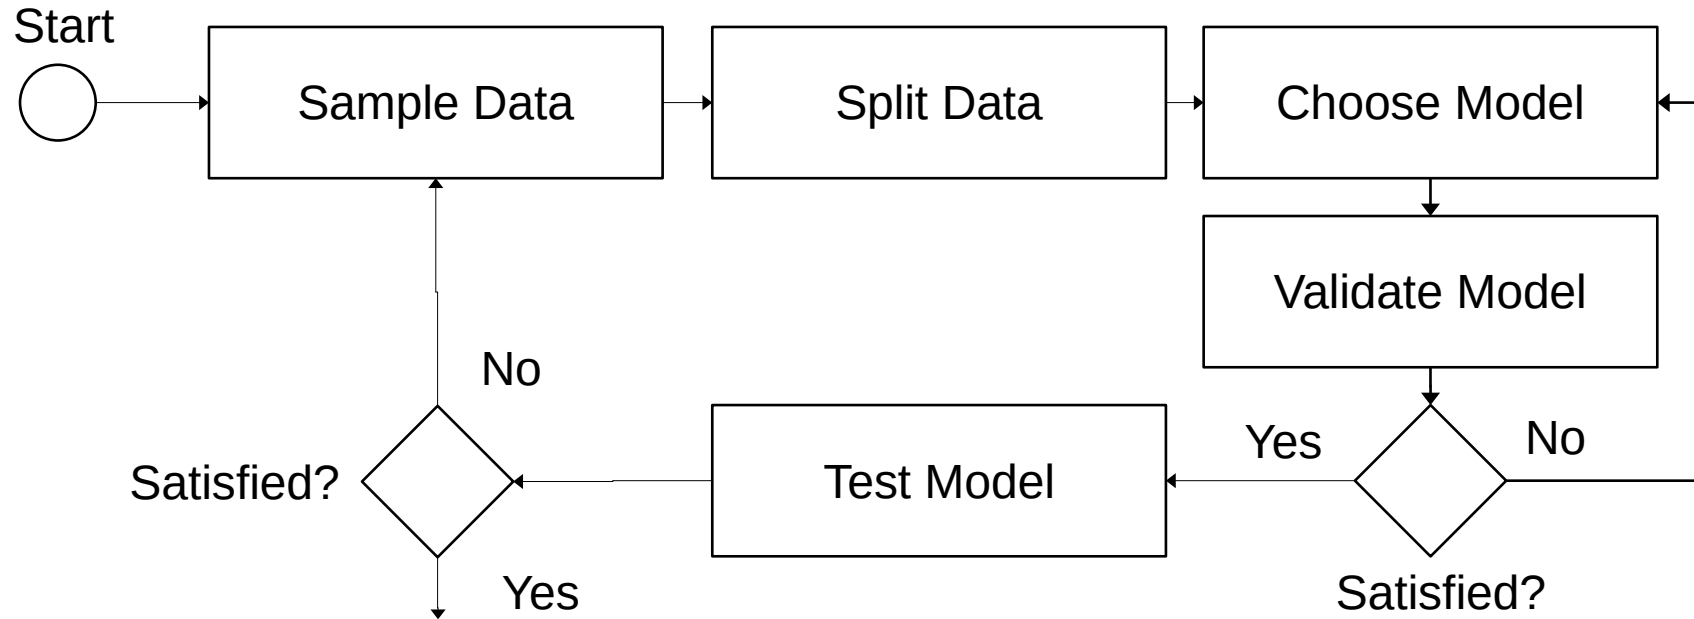 Start
Sample Data
Split Data
Choose Model
Validate Model
No
Yes
No
Satisfied?
Test Model
Yes
Satisfied?